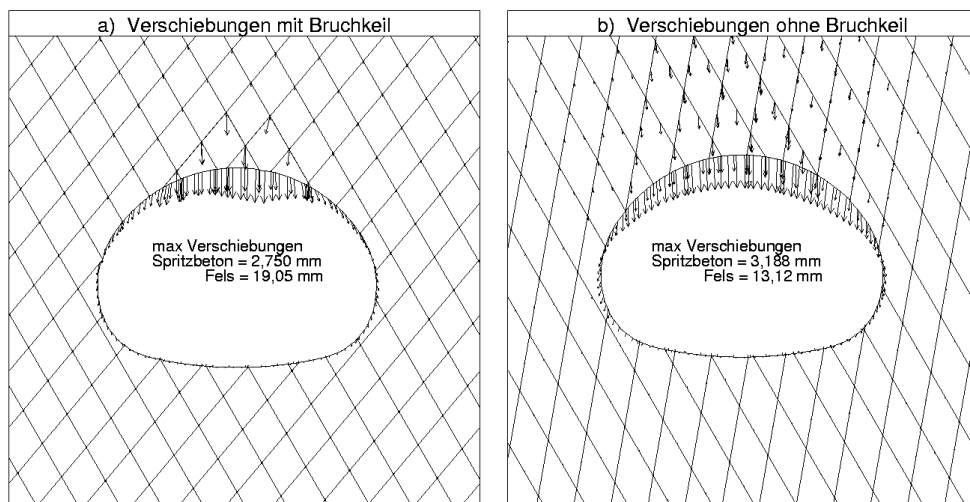 a) Verschiebungen mit Bruchkeil
max Verschiebungen
Spritzbeton = 2,750 mm
Fels = 19,05 mm
b) Verschiebungen ohne Bruchkeil
max Verschiebungen
Spritzbeton = 3,188 mm
Fels = 13,12 mm